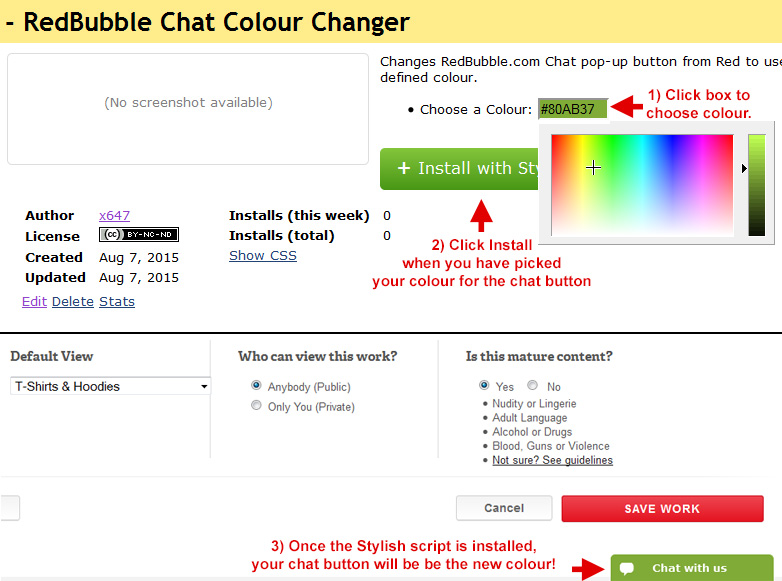 - RedBubble Chat Colour Changer
(No screenshot available)
Changes RedBubble.com Chat pop-up button from Red to use
defined colour.
• Choose a Colour: #80AB37
1) Click box to
choose colour.
+ Install with Sty
Author x647
License (cc) BY-NC-ND
Created Aug 7, 2015
Updated Aug 7, 2015
Edit Delete Stats
Installs (this week) 0
Installs (total) 0
Show CSS
2) Click Install
when you have picked
your colour for the chat button
Default View
T-Shirts & Hoodies
Who can view this work?
Anybody (Public)
Only You (Private)
Is this mature content?
Yes No
• Nudity or Lingerie
• Adult Language
• Alcohol or Drugs
• Blood, Guns or Violence
• Not sure? See guidelines
Cancel
SAVE WORK
3) Once the Stylish script is installed,
your chat button will be be the new colour!
Chat with us